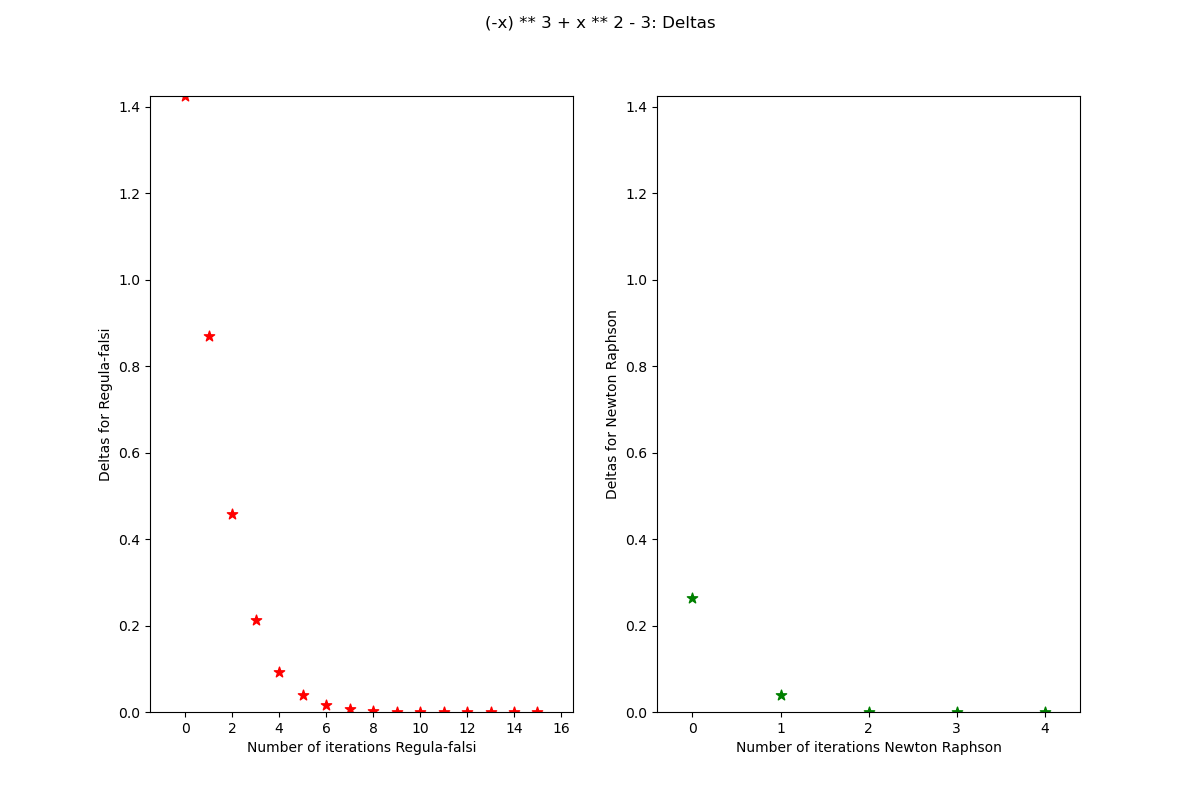 (-x) ** 3 + x ** 2 - 3: Deltas
Deltas for Regula-falsi
1.4
1.2
1.0
0.8
0.6
0.4
0.2
0.0
0 2 4 6 8 10 12 14 16
Number of iterations Regula-falsi
Deltas for Newton Raphson
1.4
1.2
1.0
0.8
0.6
0.4
0.2
0.0
0 1 2 3 4
Number of iterations Newton Raphson